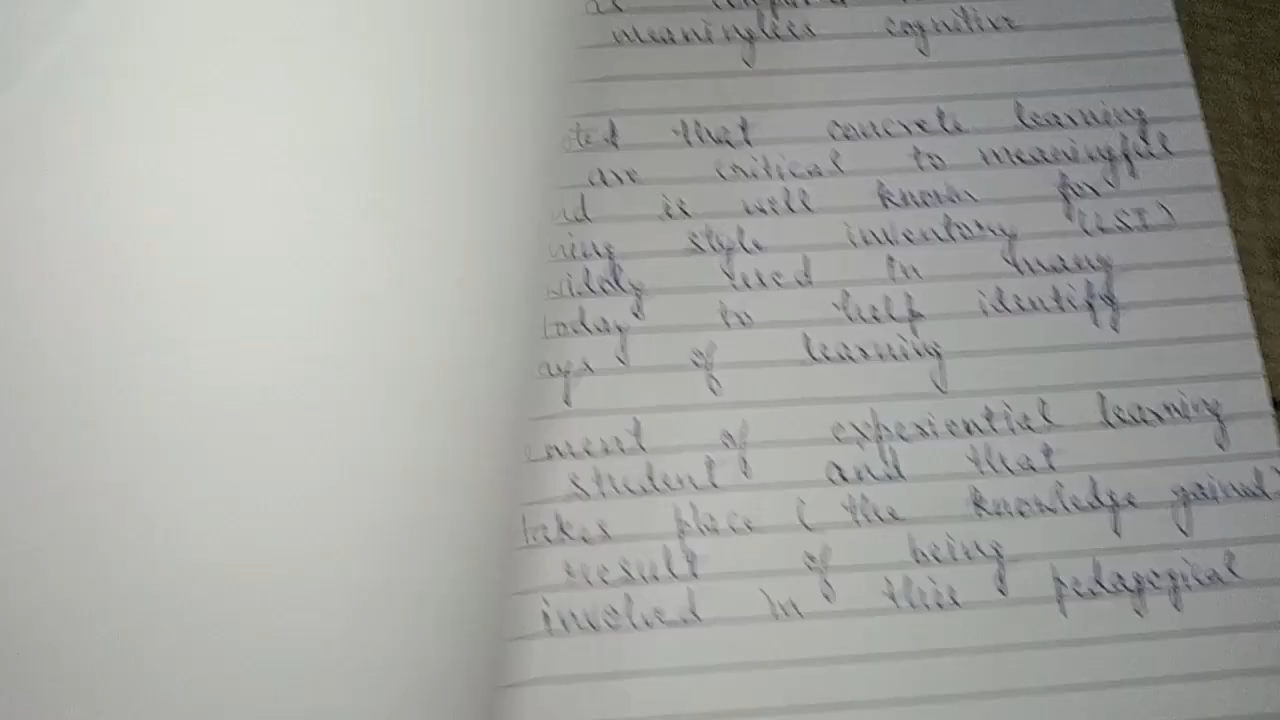 as
meaningless cognitive
that concrete learning
are critical to meaningful
is will known for
style inventory (LSI)
used in many
today to help identify
of learning
of experiential learning
student and that
takes place ( the knowledge gained
result of being
involved in this pedagogical